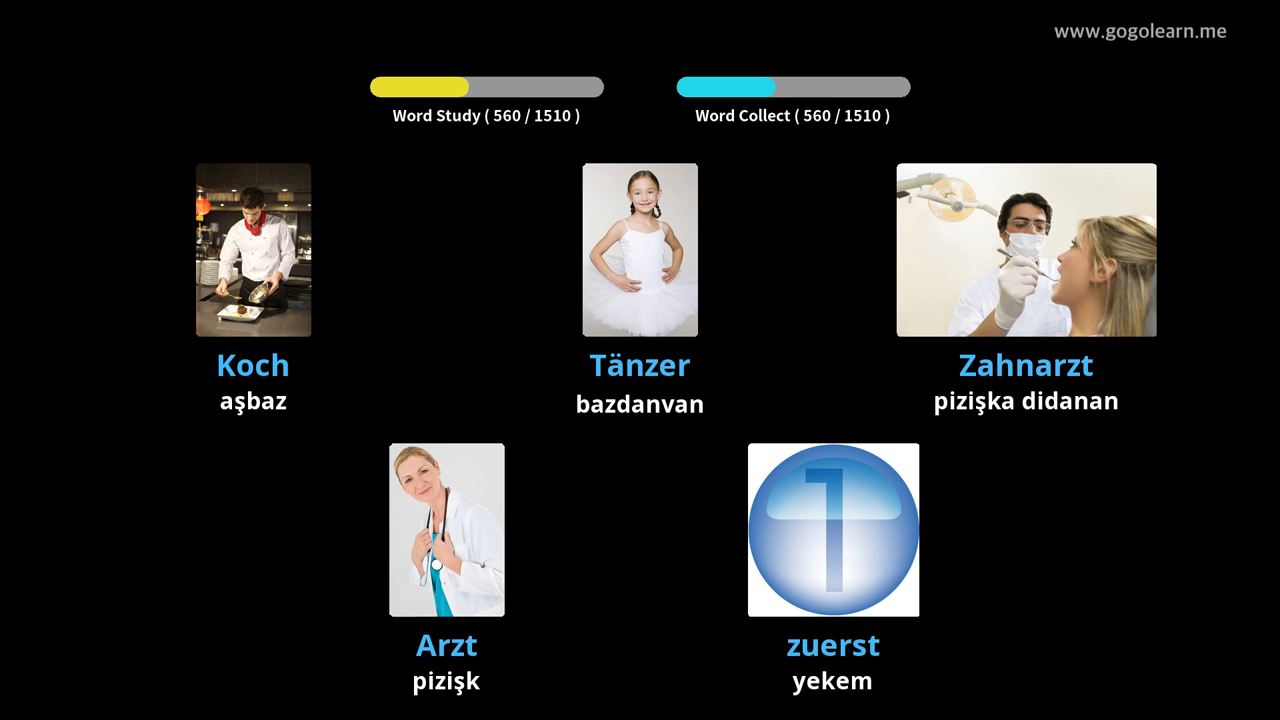 www.gogolearn.me
Word Study ( 560 / 1510 )
Word Collect ( 560 / 1510 )
Koch
aşbaz
Tänzer
bazdanvan
Zahnarzt
pizişka didanan
1
Arzt
pizişk
zuerst
yekem